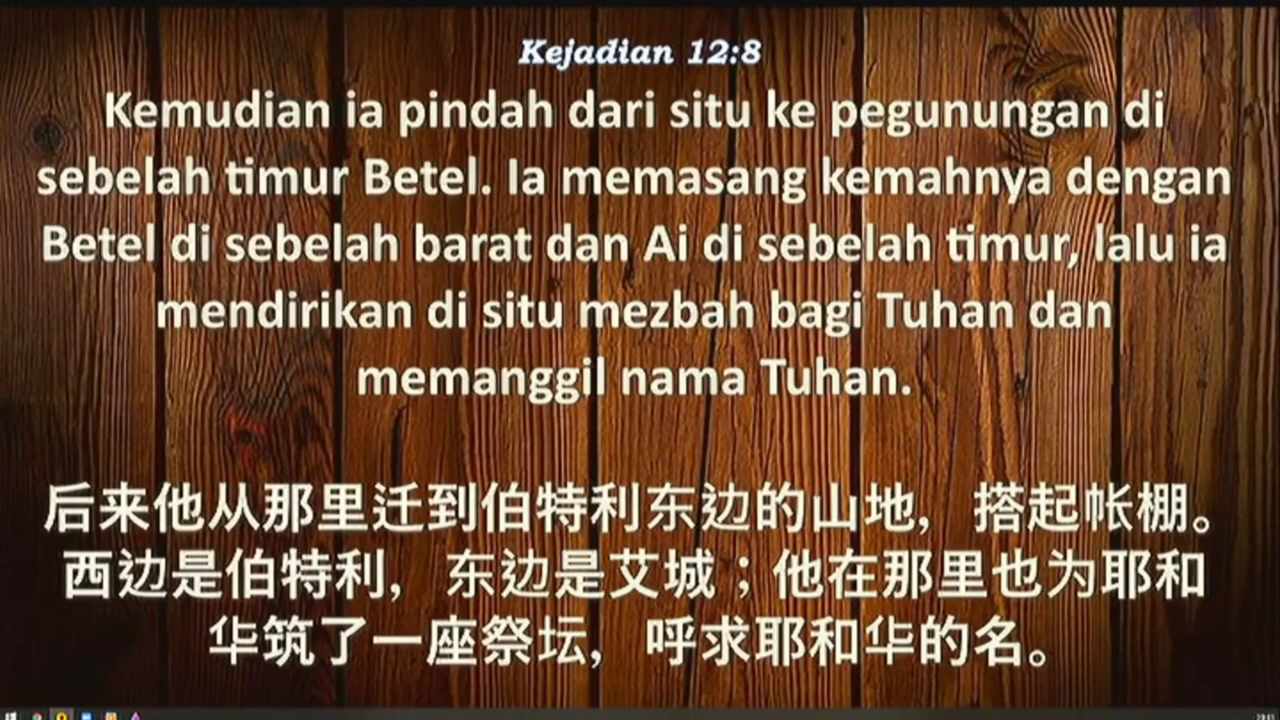 Kejadian 12:8
Kemudian ia pindah dari situ ke pegunungan di
sebelah timur Betel. Ia memasang kemahnya dengan
Betel di sebelah barat dan Ai di sebelah timur, lalu ia
mendirikan di situ mezbah bagi Tuhan dan
memanggil nama Tuhan.
后来他从那里迁到伯特利东边的山地，搭起帐棚。
西边是伯特利，东边是艾城；他在那里也为耶和
华筑了一座祭坛，呼求耶和华的名。